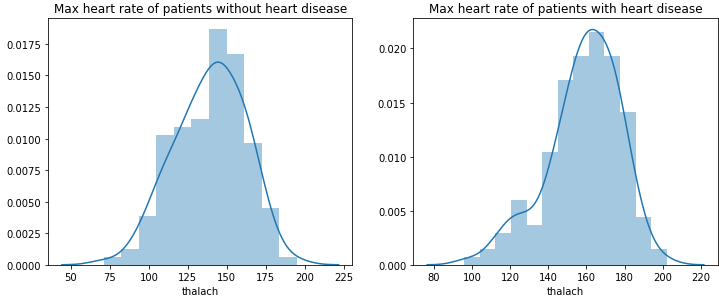 Max heart rate of patients without heart disease
0.0175
0.0150
0.0125
0.0100
0.0075
0.0050
0.0025
0.0000
50 75 100 125 150 175 200 225
thalach
Max heart rate of patients with heart disease
0.020
0.015
0.010
0.005
0.000
80 100 120 140 160 180 200 220
thalach